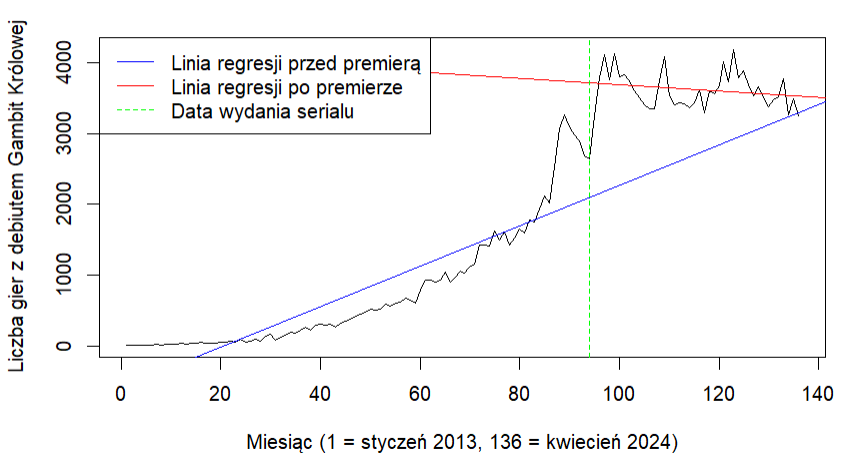 Liczba gier z debiutem Gambit Królowej
4000
3000
2000
1000
0
Linia regresji przed premierą
Linia regresji po premierze
Data wydania serialu
0 20 40 60 80 100 120 140
Miesiąc (1 = styczeń 2013, 136 = kwiecień 2024)